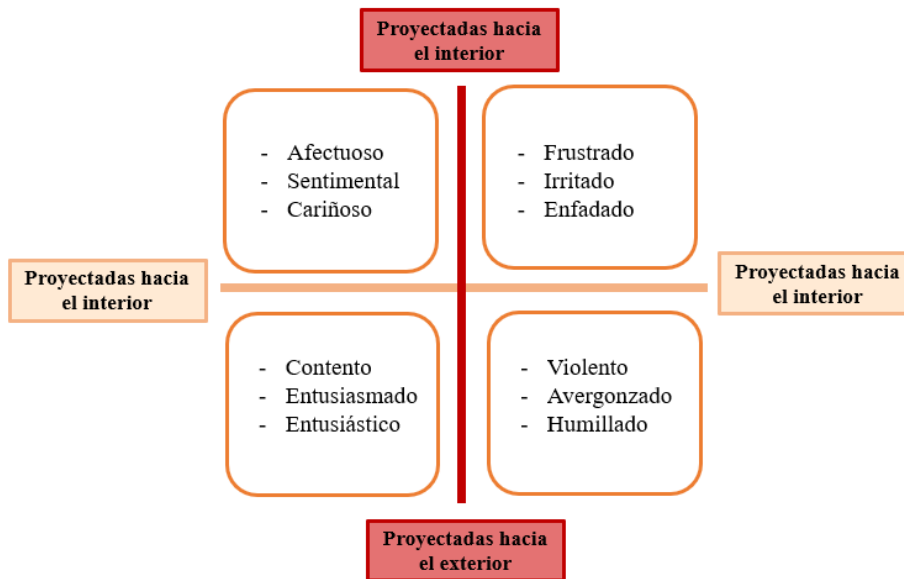 Proyectadas hacia
el interior
- Afectuoso
- Sentimental
- Cariñoso
- Frustrado
- Irritado
- Enfadado
Proyectadas hacia
el interior
Proyectadas hacia
el interior
- Contento
- Entusiasmado
- Entusiástico
- Violento
- Avergonzado
- Humillado
Proyectadas hacia
el exterior